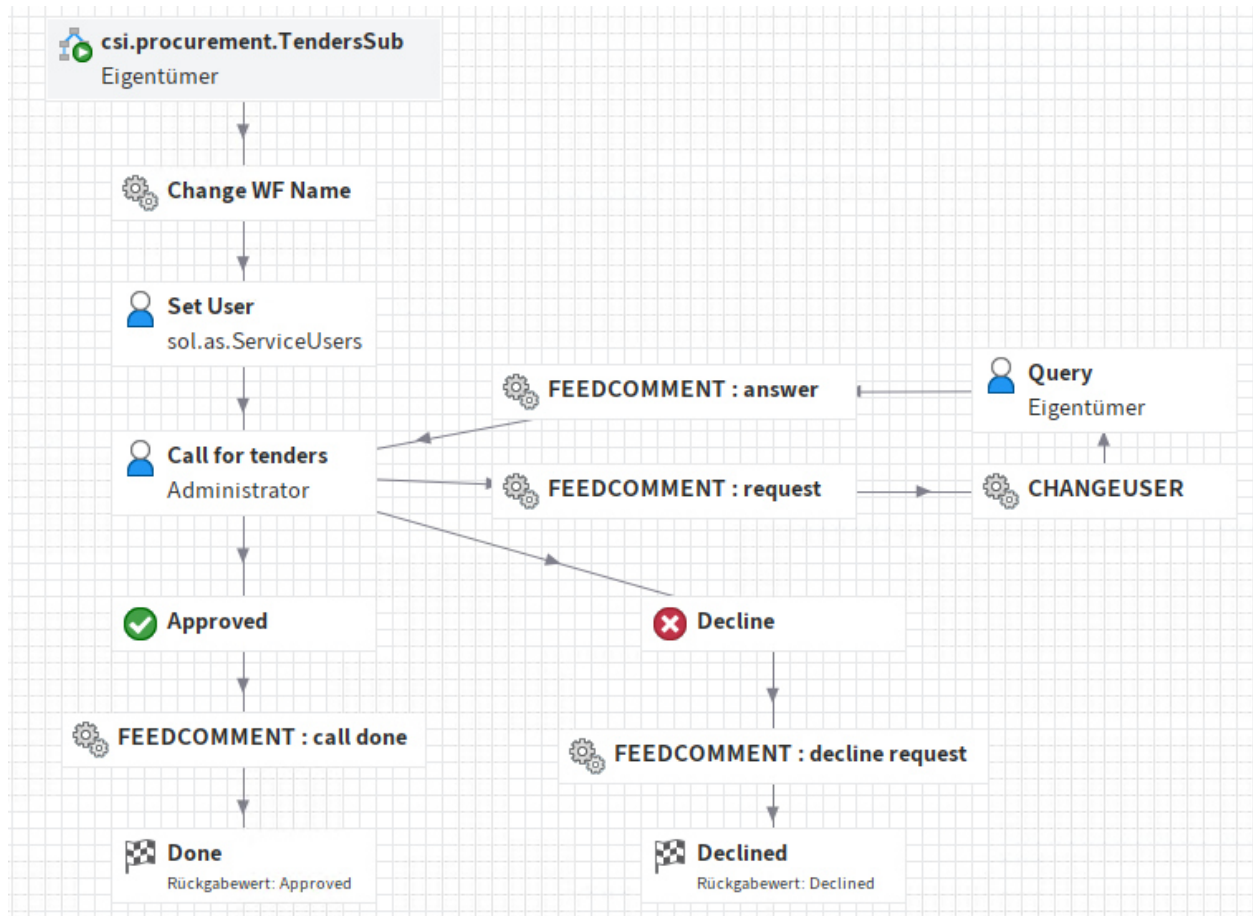 csi.procurement.TendersSub
Eigentümer
Change WF Name
Set User
sol.as.ServiceUsers
FEEDCOMMENT : answer
Query
Eigentümer
Call for tenders
Administrator
FEEDCOMMENT : request
CHANGEUSER
Approved
Decline
FEEDCOMMENT : call done
FEEDCOMMENT : decline request
Done
Rückgabewert: Approved
Declined
Rückgabewert: Declined